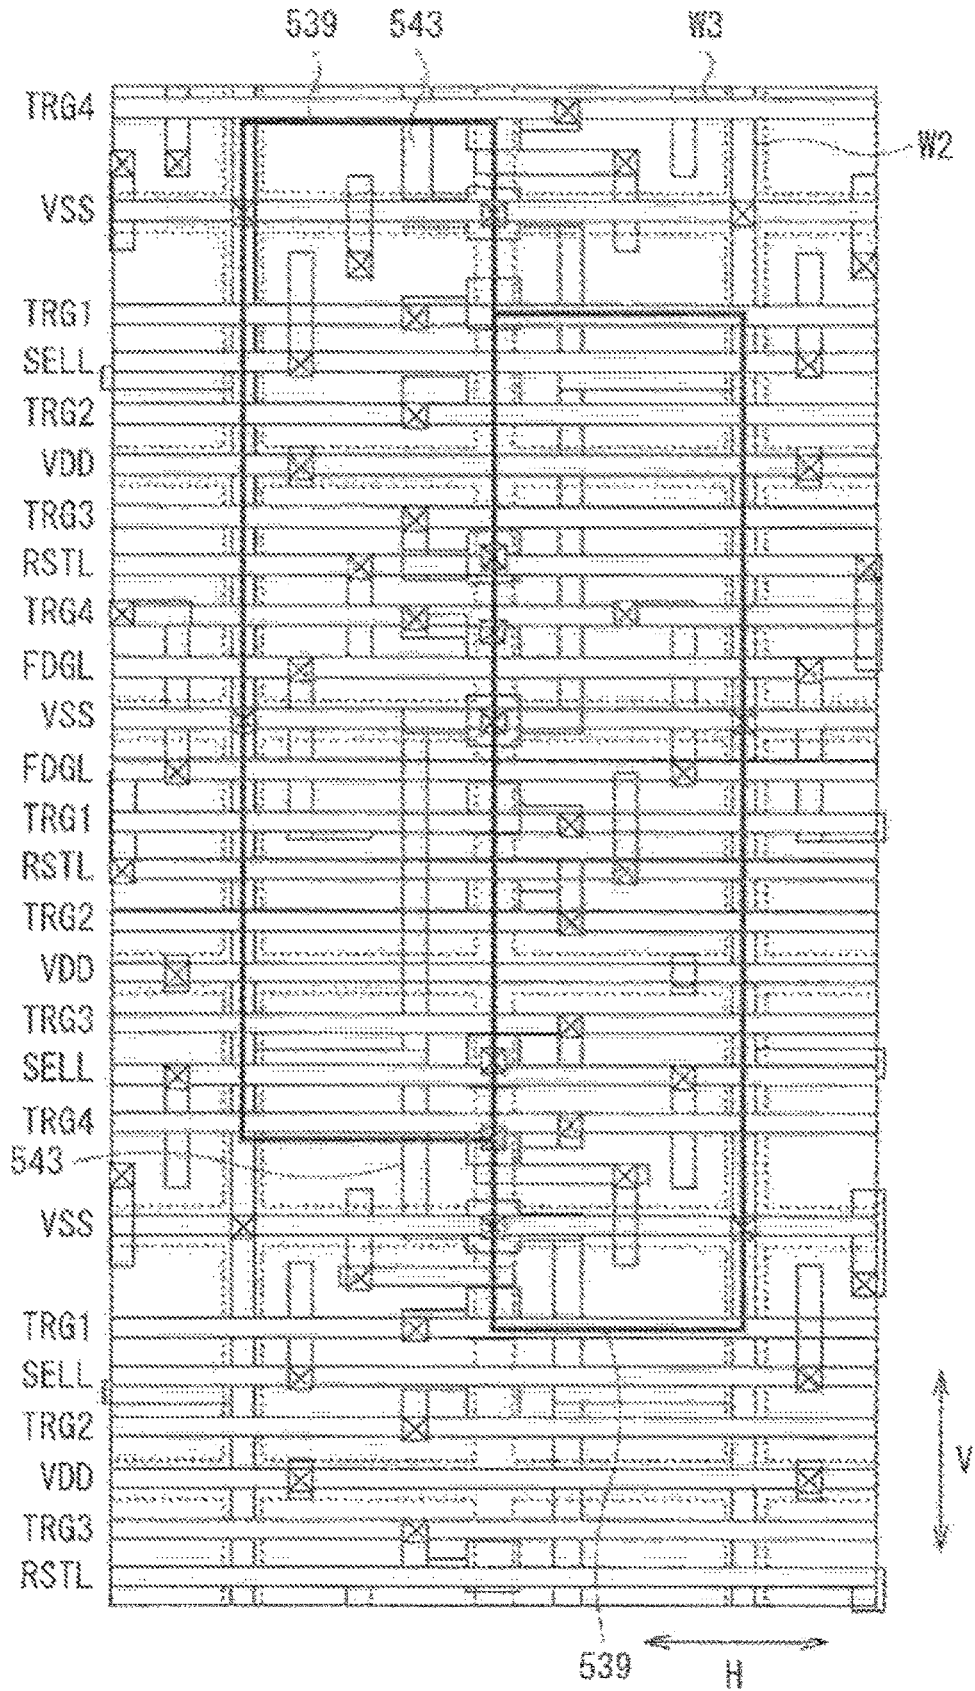 539 543 W3
TRG4
W2
VSS
TRG1
SELL
TRG2
VDD
TRG3
RSTL
TRG4
FDGL
VSS
FDGL
TRG1
RSTL
TRG2
VDD
TRG3
SELL
TRG4
543
VSS
TRG1
SELL
TRG2
VDD
V
TRG3
RSTL
539
H